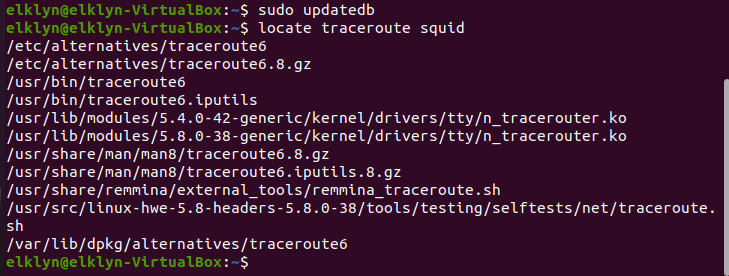 elklyn@elklyn-VirtualBox:~$ sudo updatedb
elklyn@elklyn-VirtualBox:~$ locate traceroute squid
/etc/alternatives/traceroute6
/etc/alternatives/traceroute6.8.gz
/usr/bin/traceroute6
/usr/bin/traceroute6.iputils
/usr/lib/modules/5.4.0-42-generic/kernel/drivers/tty/n_tracerouter.ko
/usr/lib/modules/5.8.0-38-generic/kernel/drivers/tty/n_tracerouter.ko
/usr/share/man/man8/traceroute6.8.gz
/usr/share/man/man8/traceroute6.iputils.8.gz
/usr/share/remmina/external_tools/remmina_traceroute.sh
/usr/src/linux-hwe-5.8-headers-5.8.0-38/tools/testing/selftests/net/traceroute.
sh
/var/lib/dpkg/alternatives/traceroute6
elklyn@elklyn-VirtualBox:~$